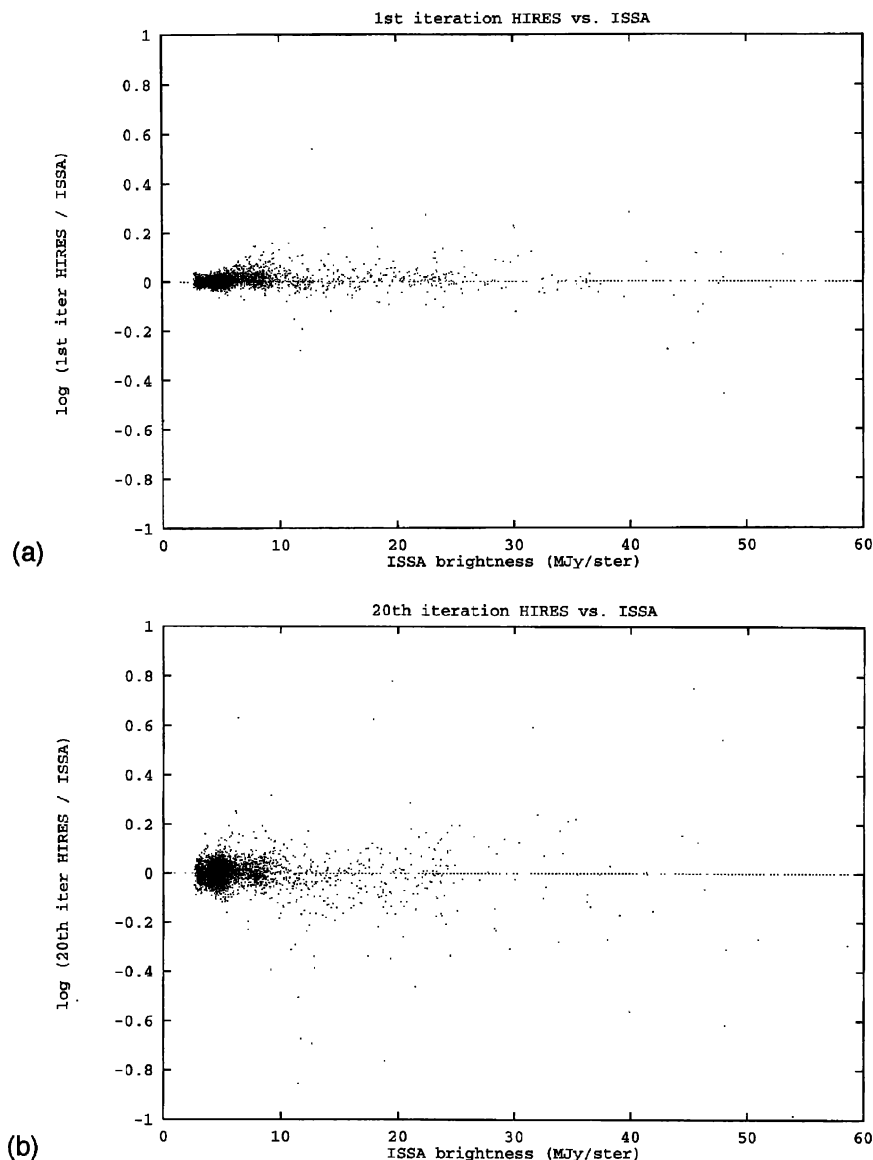 1st iteration HIRES vs. ISSA
1
0.8
0.6
0.4
0.2
0
-0.2
-0.4
-0.6
-0.8
-1
log (1st iter HIRES / ISSA)
0 10 20 30 40 50 60
ISSA brightness (MJy/ster)
(a)
20th iteration HIRES vs. ISSA
1
0.8
0.6
0.4
0.2
0
-0.2
-0.4
-0.6
-0.8
-1
log (20th iter HIRES / ISSA)
0 10 20 30 40 50 60
ISSA brightness (MJy/ster)
(b)